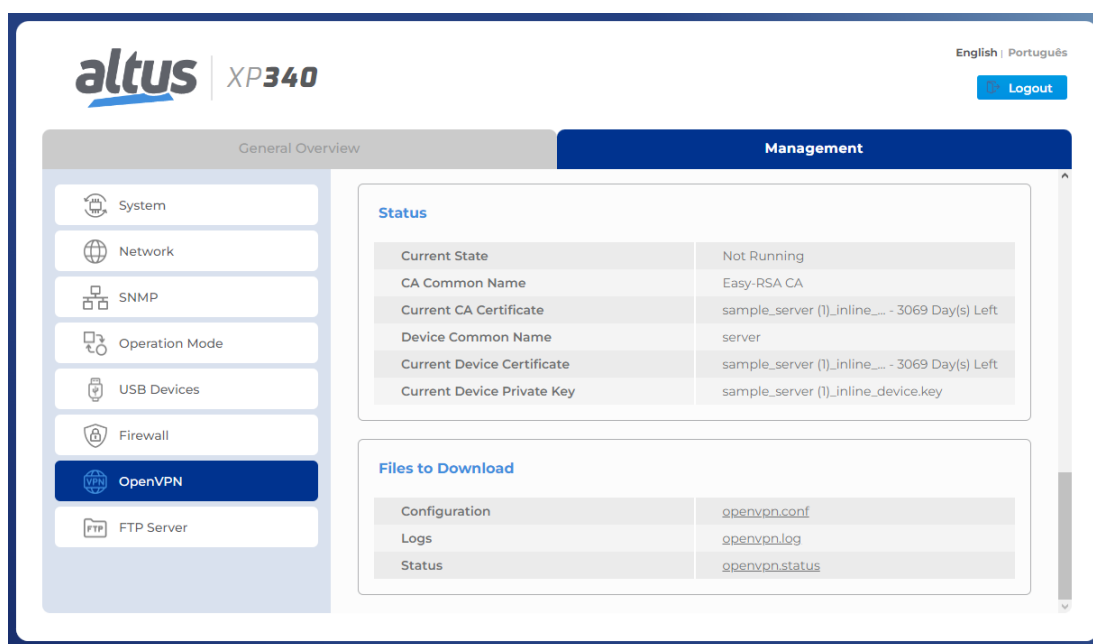 English | Português
altus XP340
Logout
General Overview Management
System
Network
SNMP
Operation Mode
USB Devices
Firewall
VPN OpenVPN
FTP FTP Server
Status
Current State Not Running
CA Common Name Easy-RSA CA
Current CA Certificate sample_server (1)_inline_... - 3069 Day(s) Left
Device Common Name server
Current Device Certificate sample_server (1)_inline_... - 3069 Day(s) Left
Current Device Private Key sample_server (1)_inline_device.key
Files to Download
Configuration openvpn.conf
Logs openvpn.log
Status openvpn.status